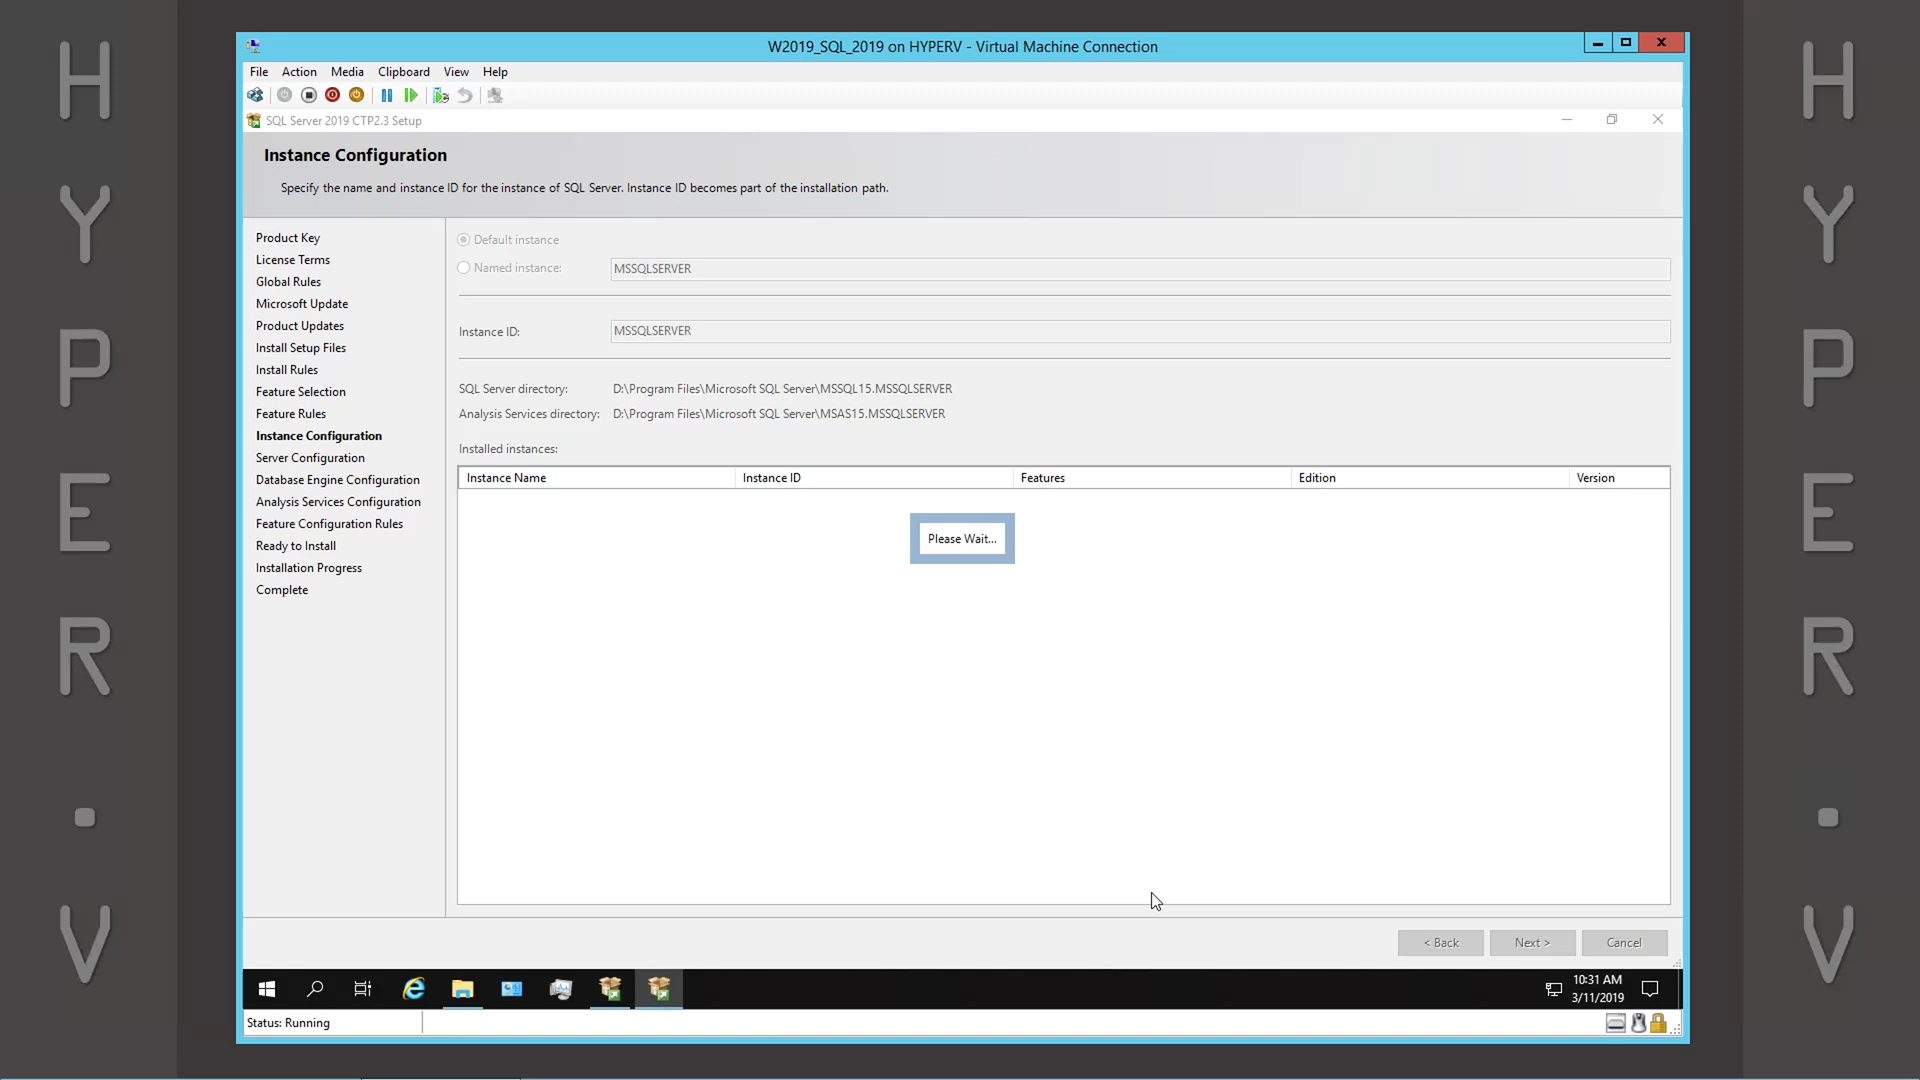 H
Y
P
E
R
·
V
W2019_SQL_2019 on HYPERV - Virtual Machine Connection
File Action Media Clipboard View Help
SQL Server 2019 CTP2.3 Setup
Instance Configuration
Specify the name and instance ID for the instance of SQL Server. Instance ID becomes part of the installation path.
Product Key
License Terms
Global Rules
Microsoft Update
Product Updates
Install Setup Files
Install Rules
Feature Selection
Feature Rules
Instance Configuration
Server Configuration
Database Engine Configuration
Analysis Services Configuration
Feature Configuration Rules
Ready to Install
Installation Progress
Complete
Default instance
Named instance: MSSQLSERVER
Instance ID: MSSQLSERVER
SQL Server directory: D:\Program Files\Microsoft SQL Server\MSSQL15.MSSQLSERVER
Analysis Services directory: D:\Program Files\Microsoft SQL Server\MSAS15.MSSQLSERVER
Installed instances:
Instance Name Instance ID Features Edition Version
Please Wait...
< Back Next > Cancel
10:31 AM
3/11/2019
Status: Running
H
Y
P
E
R
·
V